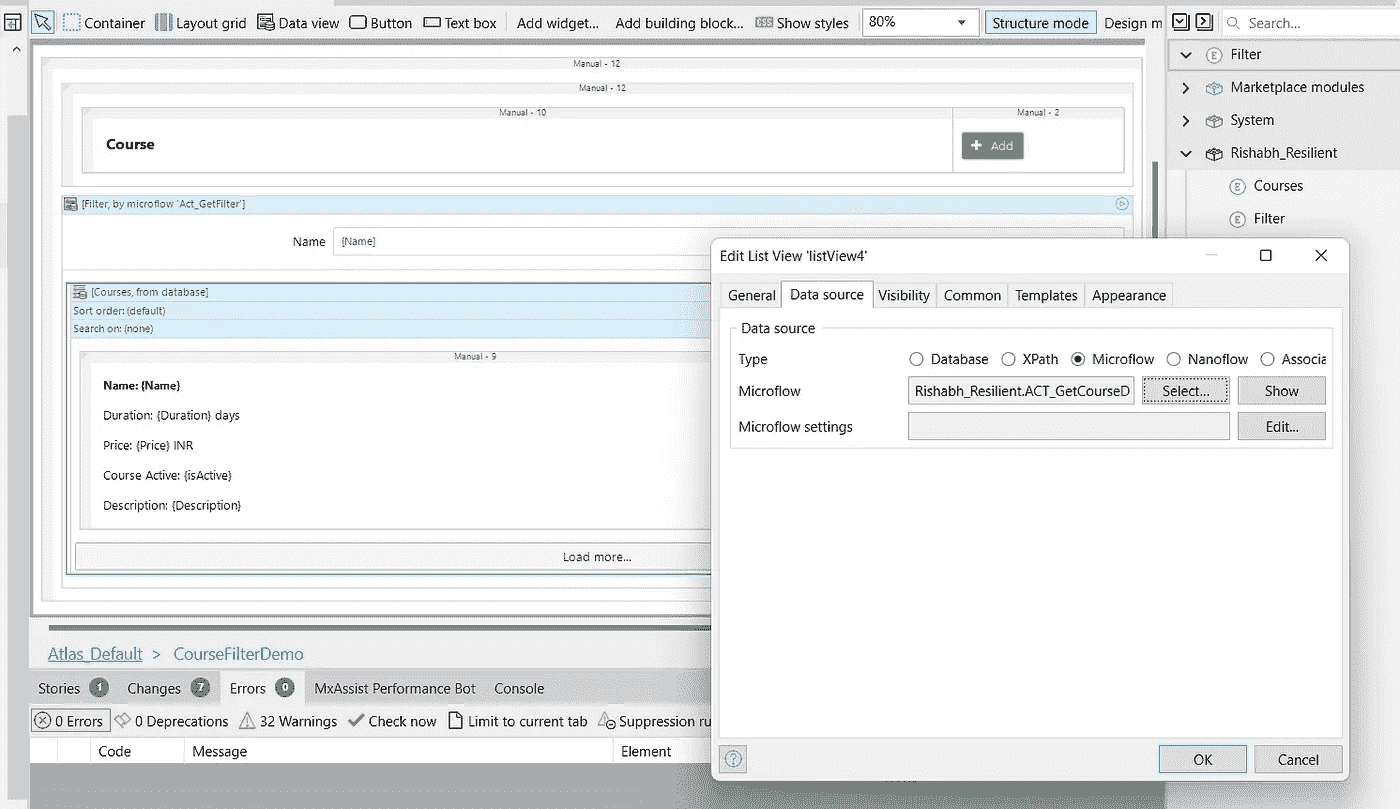 Container Layout grid Data view Button Text box Add widget... Add building block... CSS Show styles 80% Structure mode Design m Search...
Manual - 12
Manual - 12
Manual - 10 Manual - 2
Course Add
[Filter, by microflow 'Act_GetFilter']
Name [Name]
[Courses, from database]
Sort order: (default)
Search on: (none)
Manual - 9
Name: {Name}
Duration: {Duration} days
Price: {Price} INR
Course Active: {isActive}
Description: {Description}
Load more...
Atlas_Default > CourseFilterDemo
Stories 1 Changes 7 Errors 0 MxAssist Performance Bot Console
0 Errors 0 Deprecations 32 Warnings Check now Limit to current tab Suppression ru
Code Message Element
E Filter
Marketplace modules
System
Rishabh_Resilient
E Courses
E Filter
Edit List View 'listView4'
General Data source Visibility Common Templates Appearance
Data source
Type Database XPath Microflow Nanoflow Associa
Microflow Rishabh_Resilient.ACT_GetCourseD Select... Show
Microflow settings Edit...
? OK Cancel